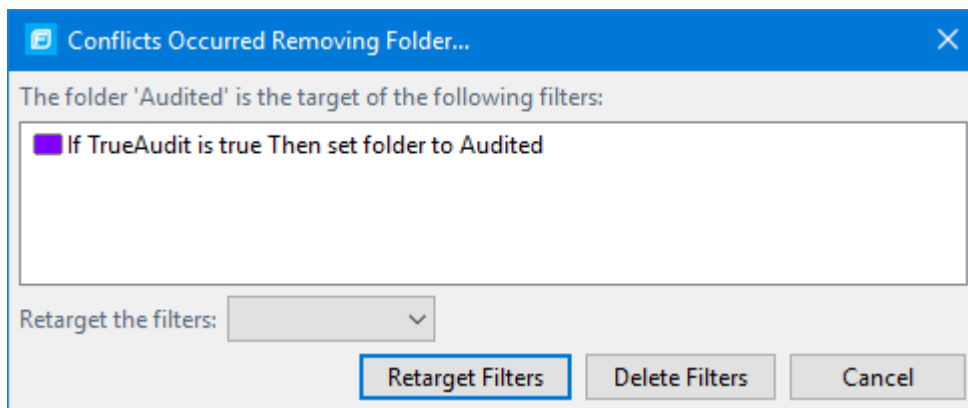 Conflicts Occurred Removing Folder...
The folder 'Audited' is the target of the following filters:
If TrueAudit is true Then set folder to Audited
Retarget the filters:
Retarget Filters Delete Filters Cancel